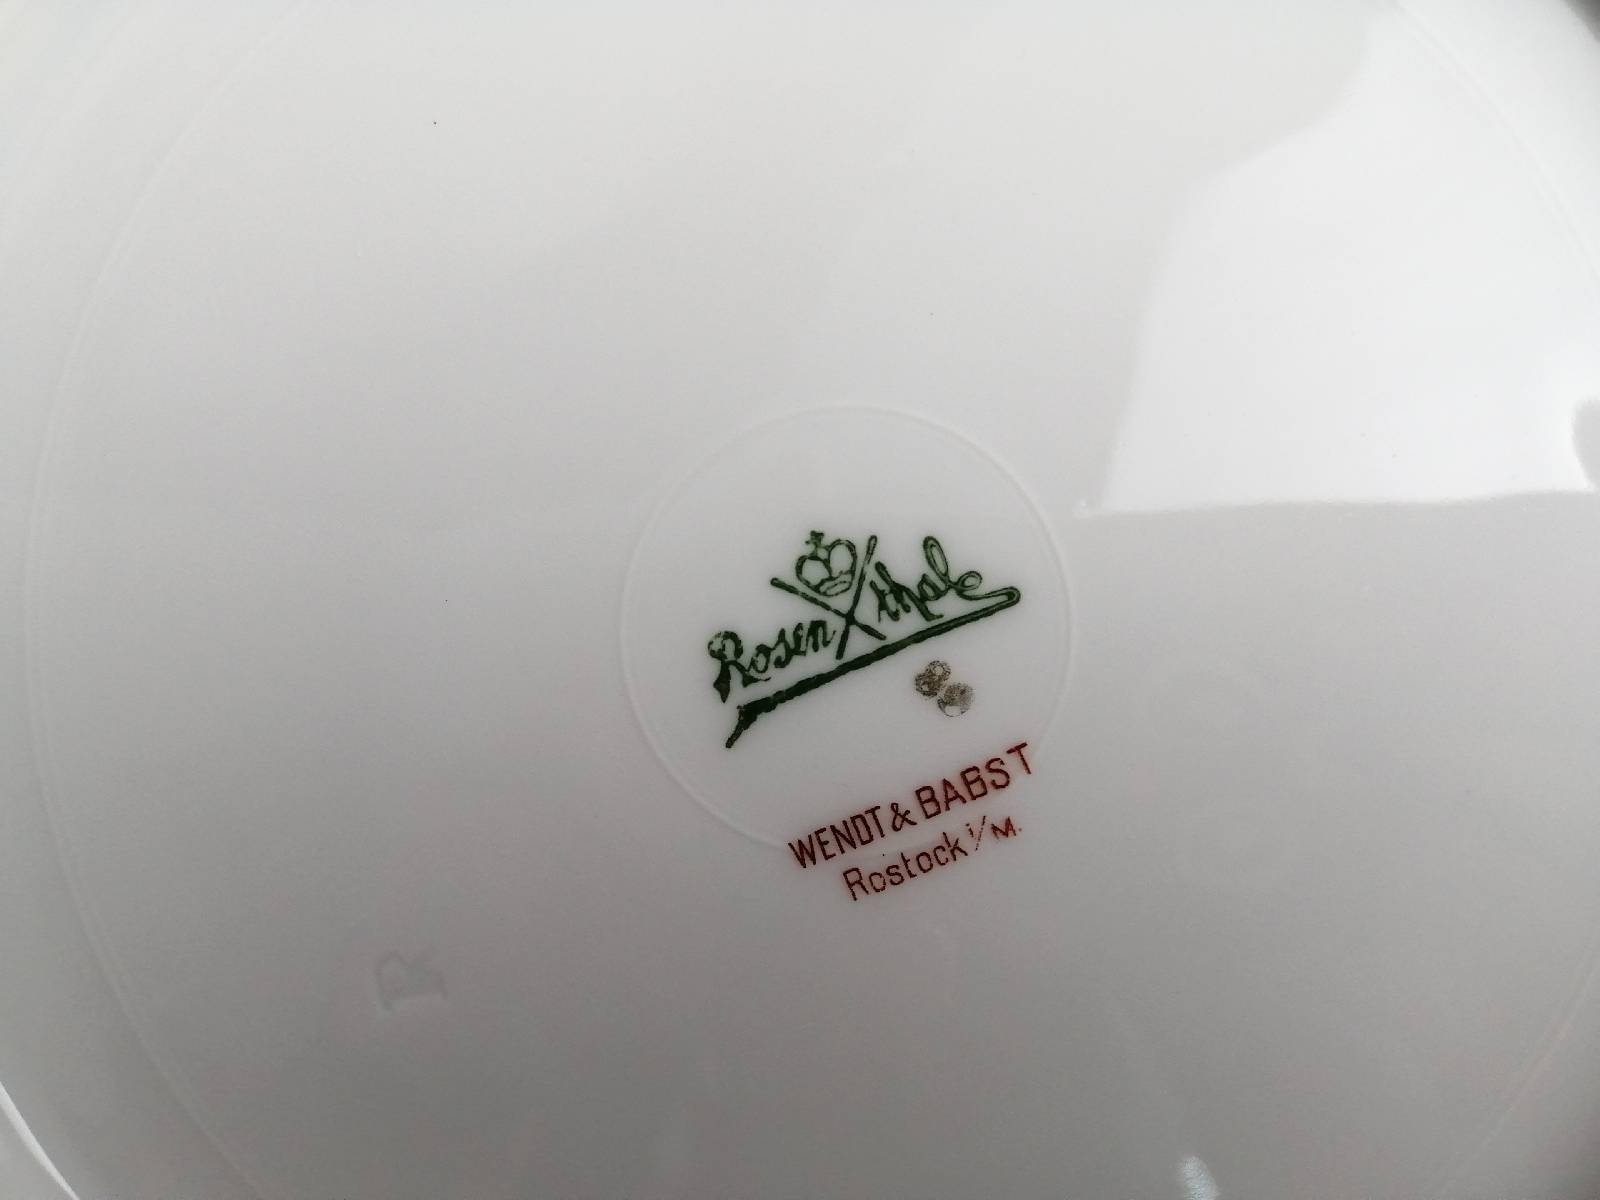 Rosenthal
WENDT & BABST
Rostock i/M.
R